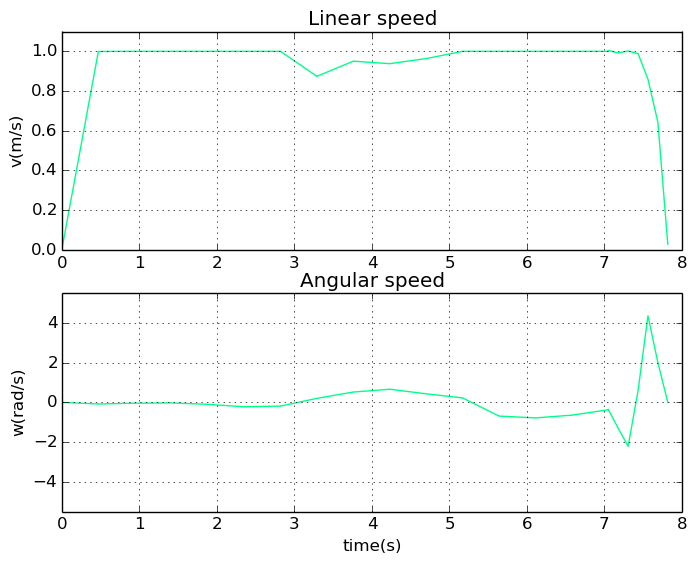 Linear speed
1.0
0.8
0.6
0.4
0.2
0.0
v(m/s)
0 1 2 3 4 5 6 7 8
Angular speed
4
2
0
−2
−4
w(rad/s)
0 1 2 3 4 5 6 7 8
time(s)